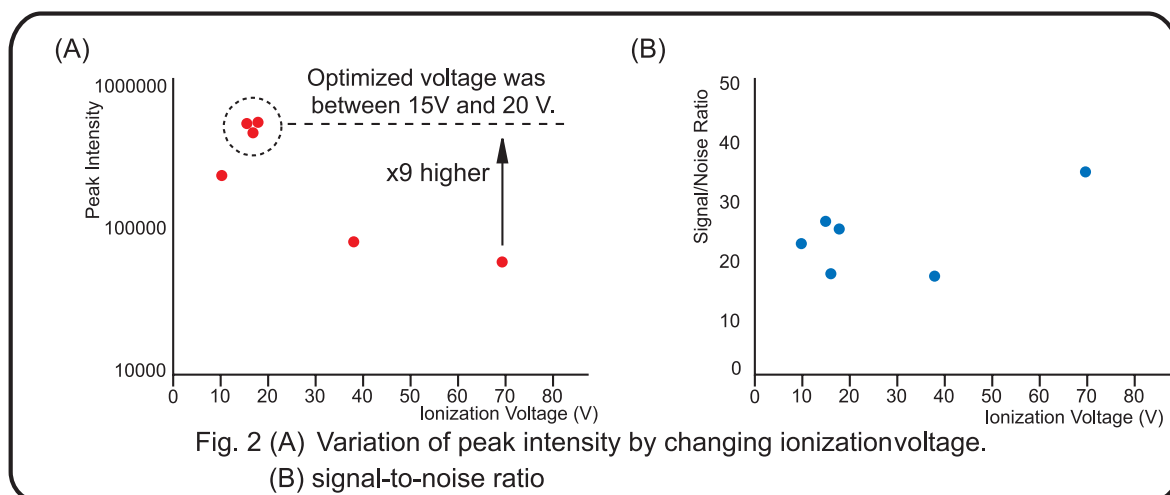 (A)
1000000
100000
10000
Peak Intensity
Optimized voltage was
between 15V and 20 V.
x9 higher
0 10 20 30 40 50 60 70 80
Ionization Voltage (V)
(B)
50
40
30
20
10
0
Signal/Noise Ratio
0 10 20 30 40 50 60 70 80
Ionization Voltage (V)
Fig. 2 (A) Variation of peak intensity by changing ionizationvoltage.
(B) signal-to-noise ratio